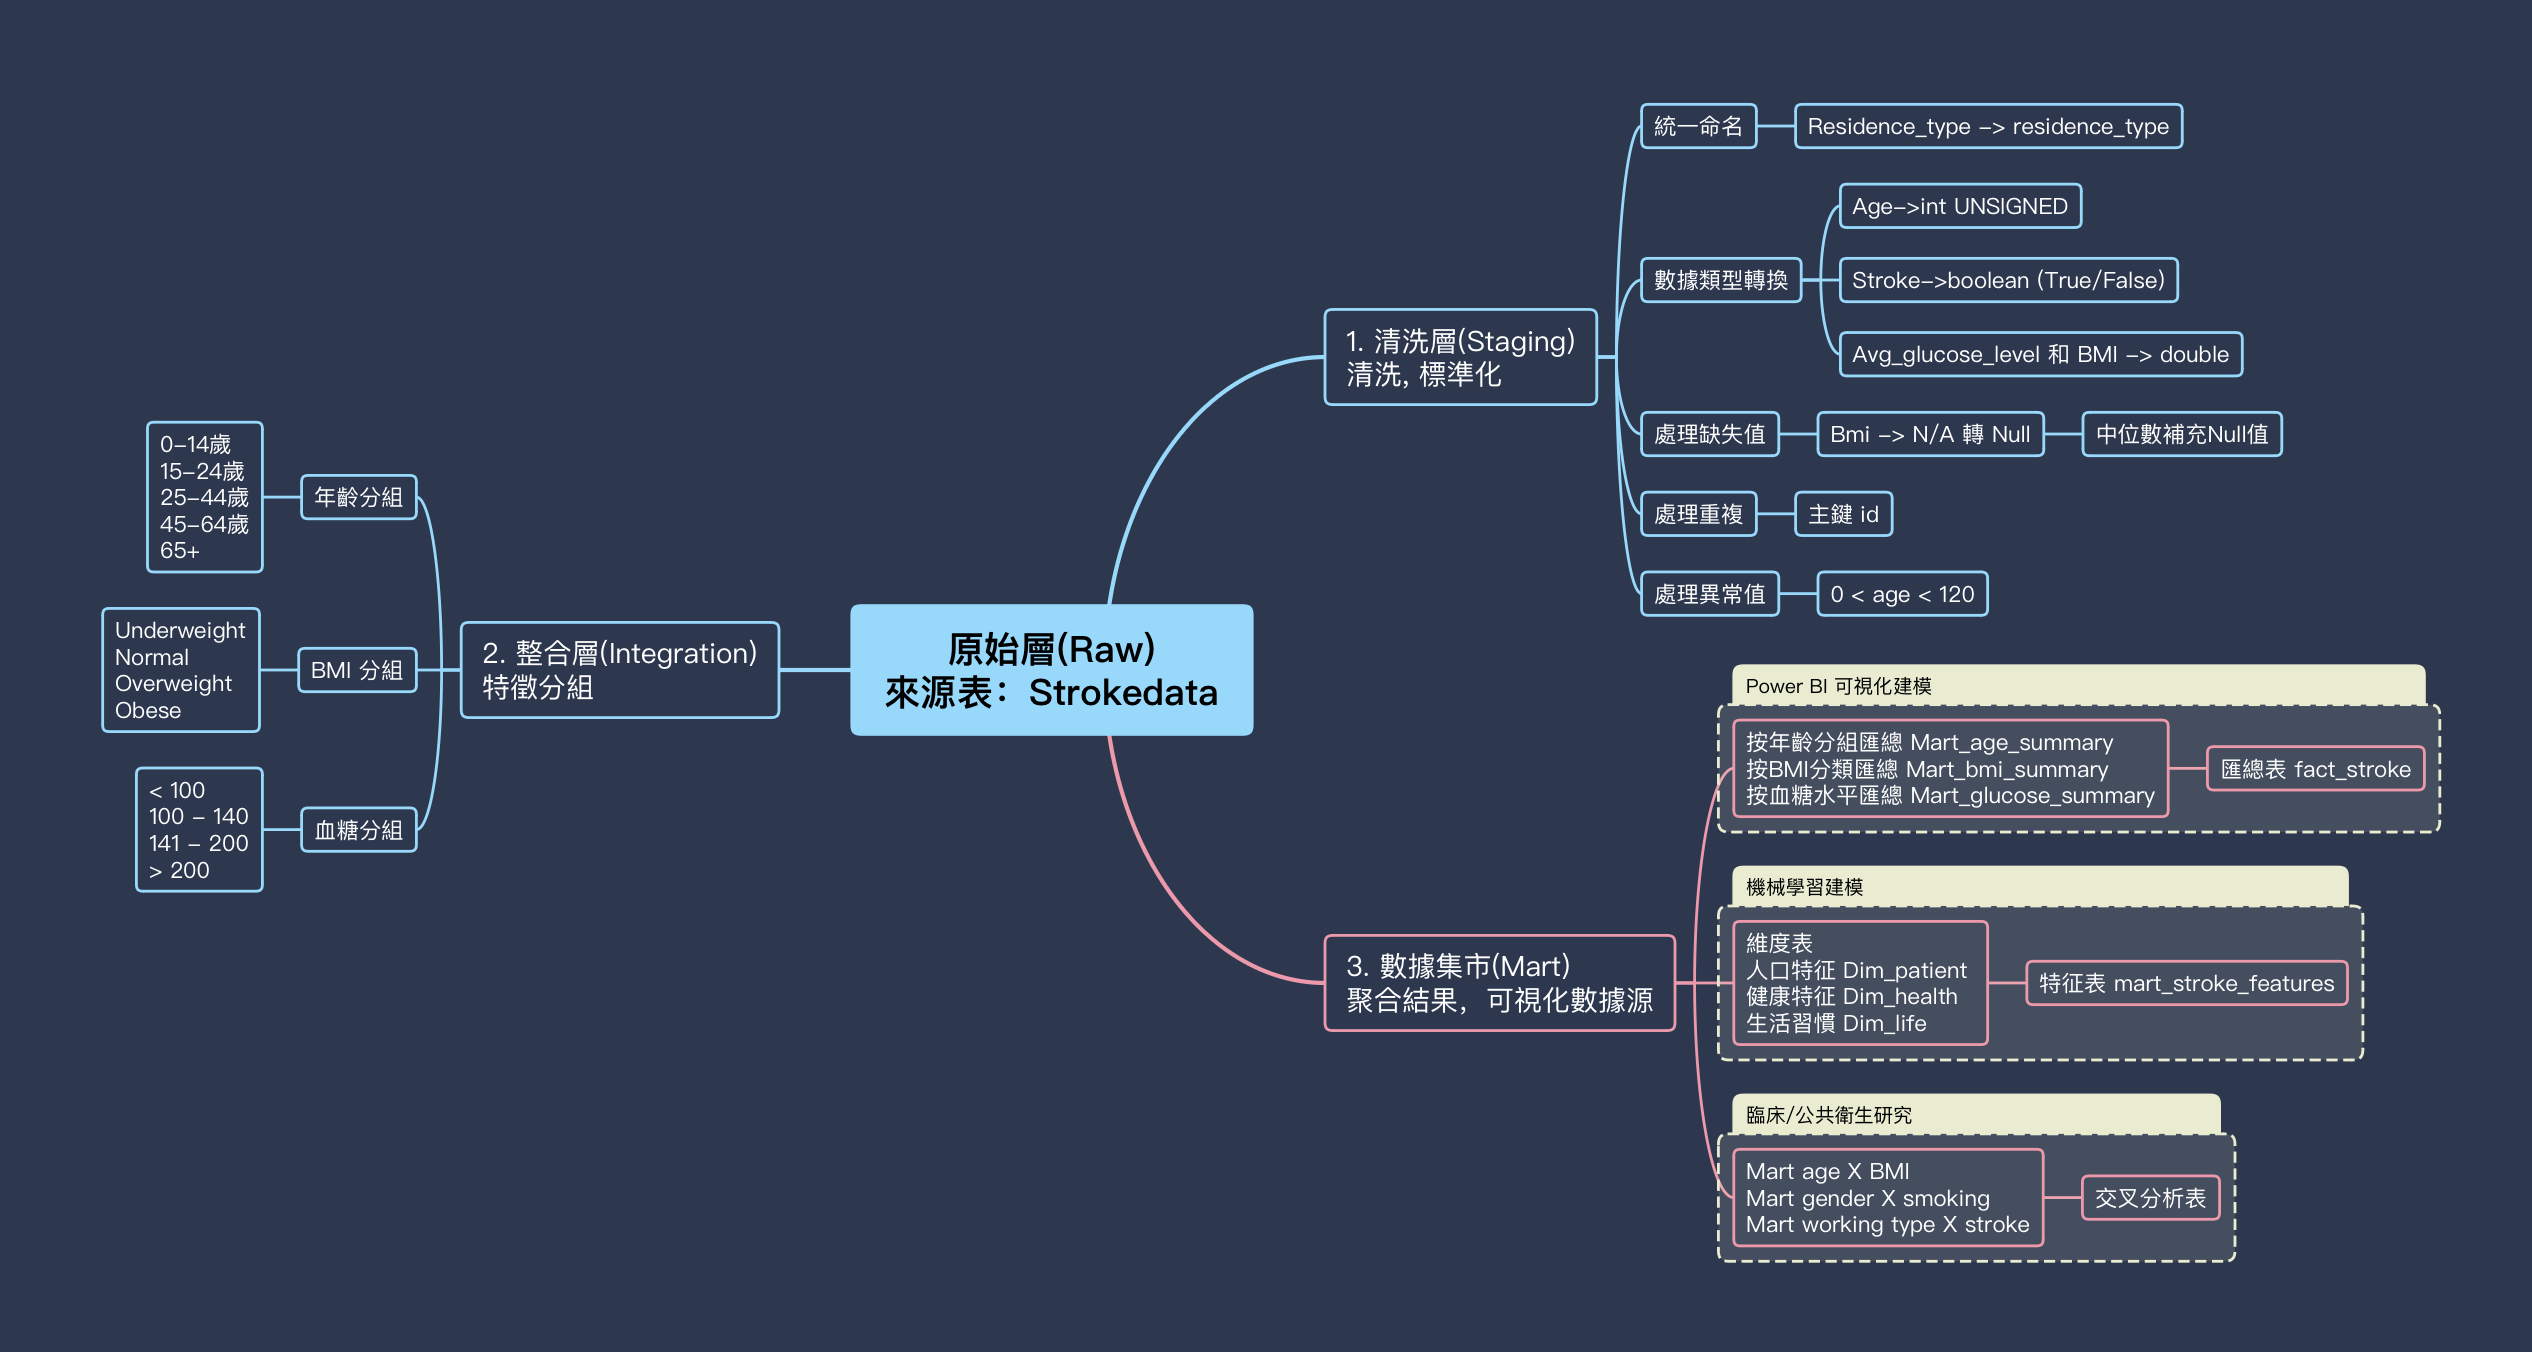 原始層(Raw)
來源表：Strokedata
1. 清洗層(Staging)
清洗, 標準化
統一命名
Residence_type -> residence_type
數據類型轉換
Age->int UNSIGNED
Stroke->boolean (True/False)
Avg_glucose_level 和 BMI -> double
處理缺失值
Bmi -> N/A 轉 Null
中位數補充Null值
處理重複
主鍵 id
處理異常值
0 < age < 120
2. 整合層(Integration)
特徵分組
年齡分組
0-14歲
15-24歲
25-44歲
45-64歲
65+
BMI 分組
Underweight
Normal
Overweight
Obese
血糖分組
< 100
100 - 140
141 - 200
> 200
3. 數據集市(Mart)
聚合結果，可視化數據源
Power BI 可視化建模
按年齡分組匯總 Mart_age_summary
按BMI分類匯總 Mart_bmi_summary
按血糖水平匯總 Mart_glucose_summary
匯總表 fact_stroke
機械學習建模
維度表
人口特征 Dim_patient
健康特征 Dim_health
生活習慣 Dim_life
特征表 mart_stroke_features
臨床/公共衛生研究
Mart age X BMI
Mart gender X smoking
Mart working type X stroke
交叉分析表